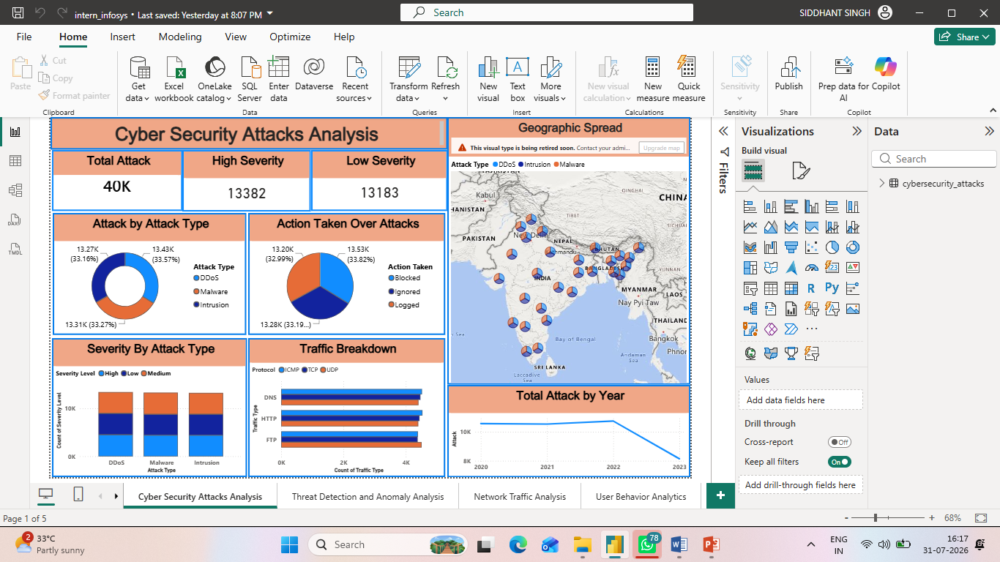 intern_infosys • Last saved: Yesterday at 8:07 PM
Search
SIDDHANT SINGH
File Home Insert Modeling View Optimize Help
Share
Paste
Cut
Copy
Format painter
Clipboard
Get data
Excel workbook
OneLake catalog
SQL Server
Enter data
Dataverse
Recent sources
Data
Transform data
Refresh
Queries
New visual
Text box
More visuals
Insert
New visual calculation
New measure
Quick measure
Calculations
Sensitivity
Sensitivity
Publish
Share
Prep data for AI
Copilot
Copilot
DAX
TMDL
Cyber Security Attacks Analysis
Total Attack
40K
High Severity
13382
Low Severity
13183
Attack by Attack Type
13.27K (33.16%)
13.43K (33.57%)
13.31K (33.27%)
Attack Type
DDoS
Malware
Intrusion
Action Taken Over Attacks
13.20K (32.99%)
13.53K (33.82%)
13.28K (33.19...)
Action Taken
Blocked
Ignored
Logged
Severity By Attack Type
Severity Level High Low Medium
Count of Severity Level
10K
0K
DDoS Malware Intrusion
Attack Type
Traffic Breakdown
Protocol ICMP TCP UDP
Traffic Type
DNS
HTTP
FTP
0K 2K 4K
Count of Traffic Type
Geographic Spread
This visual type is being retired soon. Contact your admi...
Upgrade map
Attack Type DDoS Intrusion Malware
Kabul
QINGHAI
CHINA
HANISTAN
TIBET
PAKISTAN
New Delhi
NEPAL
BHUTAN
BANGLADESH
YUNNAN
INDIA
MYANMAR
LAOS
Nay Pyi Taw
THAILAND
Bangkok
Bay of Bengal
Andaman Sea
SRI LANKA
Laccadive Sea
Total Attack by Year
Attack
10K
8K
2020 2021 2022 2023
Filters
Visualizations
Build visual
R
Py
123
Values
Add data fields here
Drill through
Cross-report
Off
Keep all filters
On
Add drill-through fields here
Data
Search
cybersecurity_attacks
Cyber Security Attacks Analysis
Threat Detection and Anomaly Analysis
Network Traffic Analysis
User Behavior Analytics
+
Page 1 of 5
- + 68%
2
33°C
Partly sunny
Search
78
ENG
IN
16:17
31-07-2026